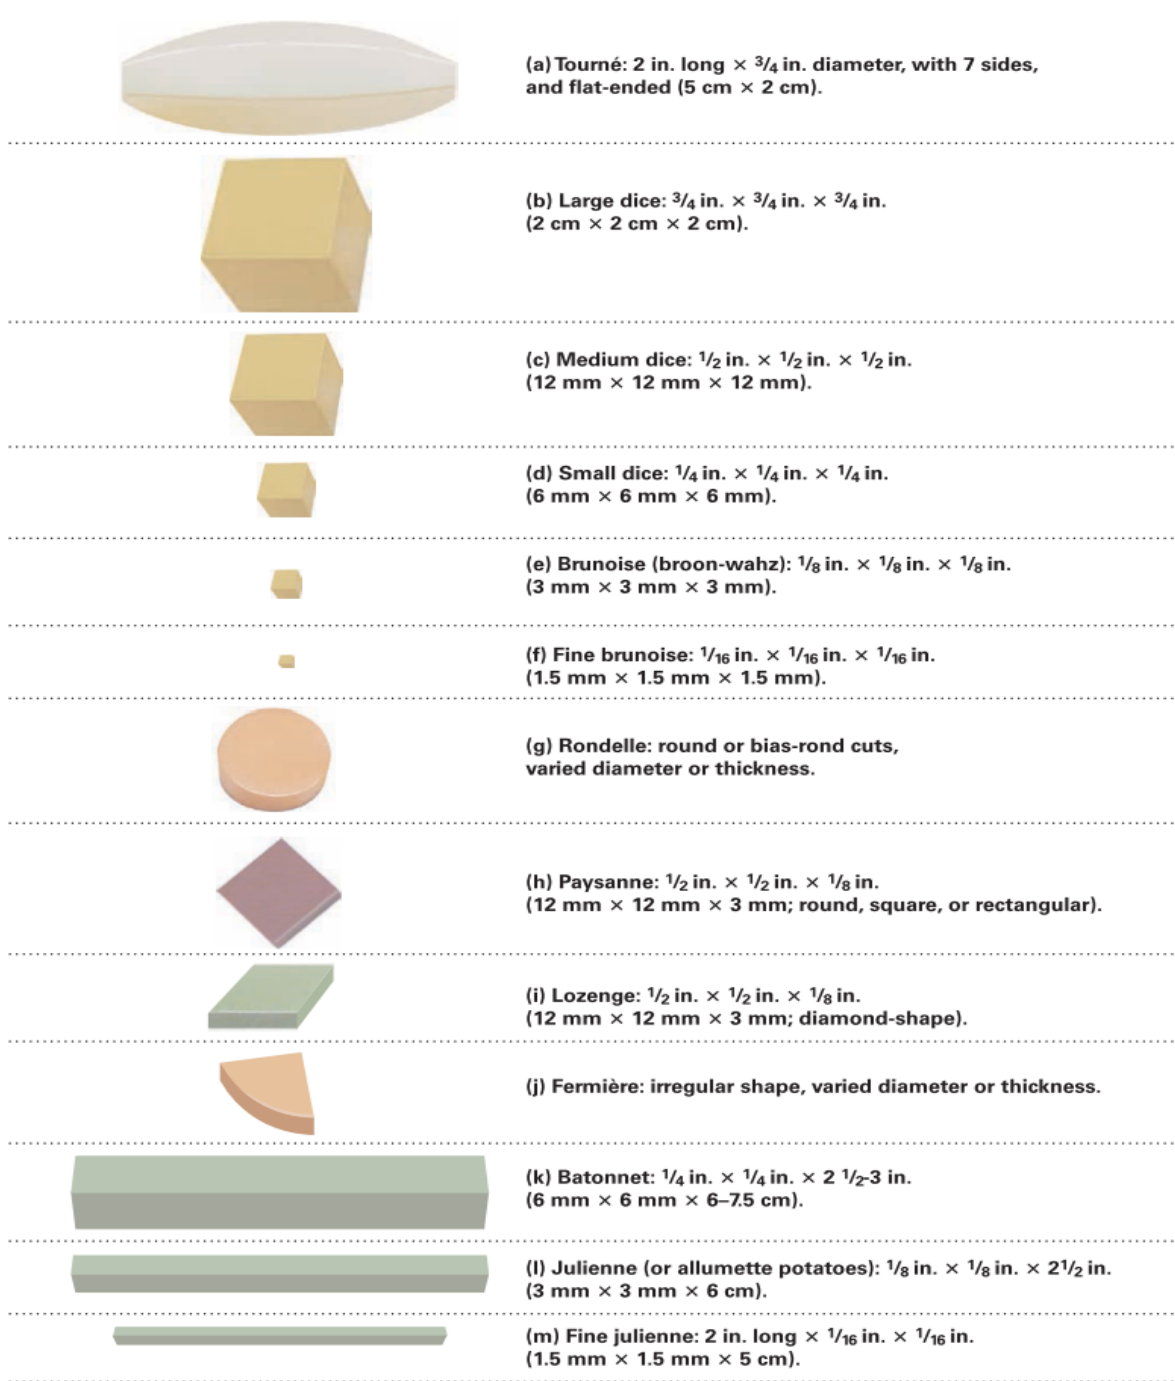 (a) Tourné: 2 in. long × 3/4 in. diameter, with 7 sides,
and flat-ended (5 cm × 2 cm).
(b) Large dice: 3/4 in. × 3/4 in. × 3/4 in.
(2 cm × 2 cm × 2 cm).
(c) Medium dice: 1/2 in. × 1/2 in. × 1/2 in.
(12 mm × 12 mm × 12 mm).
(d) Small dice: 1/4 in. × 1/4 in. × 1/4 in.
(6 mm × 6 mm × 6 mm).
(e) Brunoise (broon-wahz): 1/8 in. × 1/8 in. × 1/8 in.
(3 mm × 3 mm × 3 mm).
(f) Fine brunoise: 1/16 in. × 1/16 in. × 1/16 in.
(1.5 mm × 1.5 mm × 1.5 mm).
(g) Rondelle: round or bias-rond cuts,
varied diameter or thickness.
(h) Paysanne: 1/2 in. × 1/2 in. × 1/8 in.
(12 mm × 12 mm × 3 mm; round, square, or rectangular).
(i) Lozenge: 1/2 in. × 1/2 in. × 1/8 in.
(12 mm × 12 mm × 3 mm; diamond-shape).
(j) Fermière: irregular shape, varied diameter or thickness.
(k) Batonnet: 1/4 in. × 1/4 in. × 2 1/2-3 in.
(6 mm × 6 mm × 6–7.5 cm).
(l) Julienne (or allumette potatoes): 1/8 in. × 1/8 in. × 21/2 in.
(3 mm × 3 mm × 6 cm).
(m) Fine julienne: 2 in. long × 1/16 in. × 1/16 in.
(1.5 mm × 1.5 mm × 5 cm).